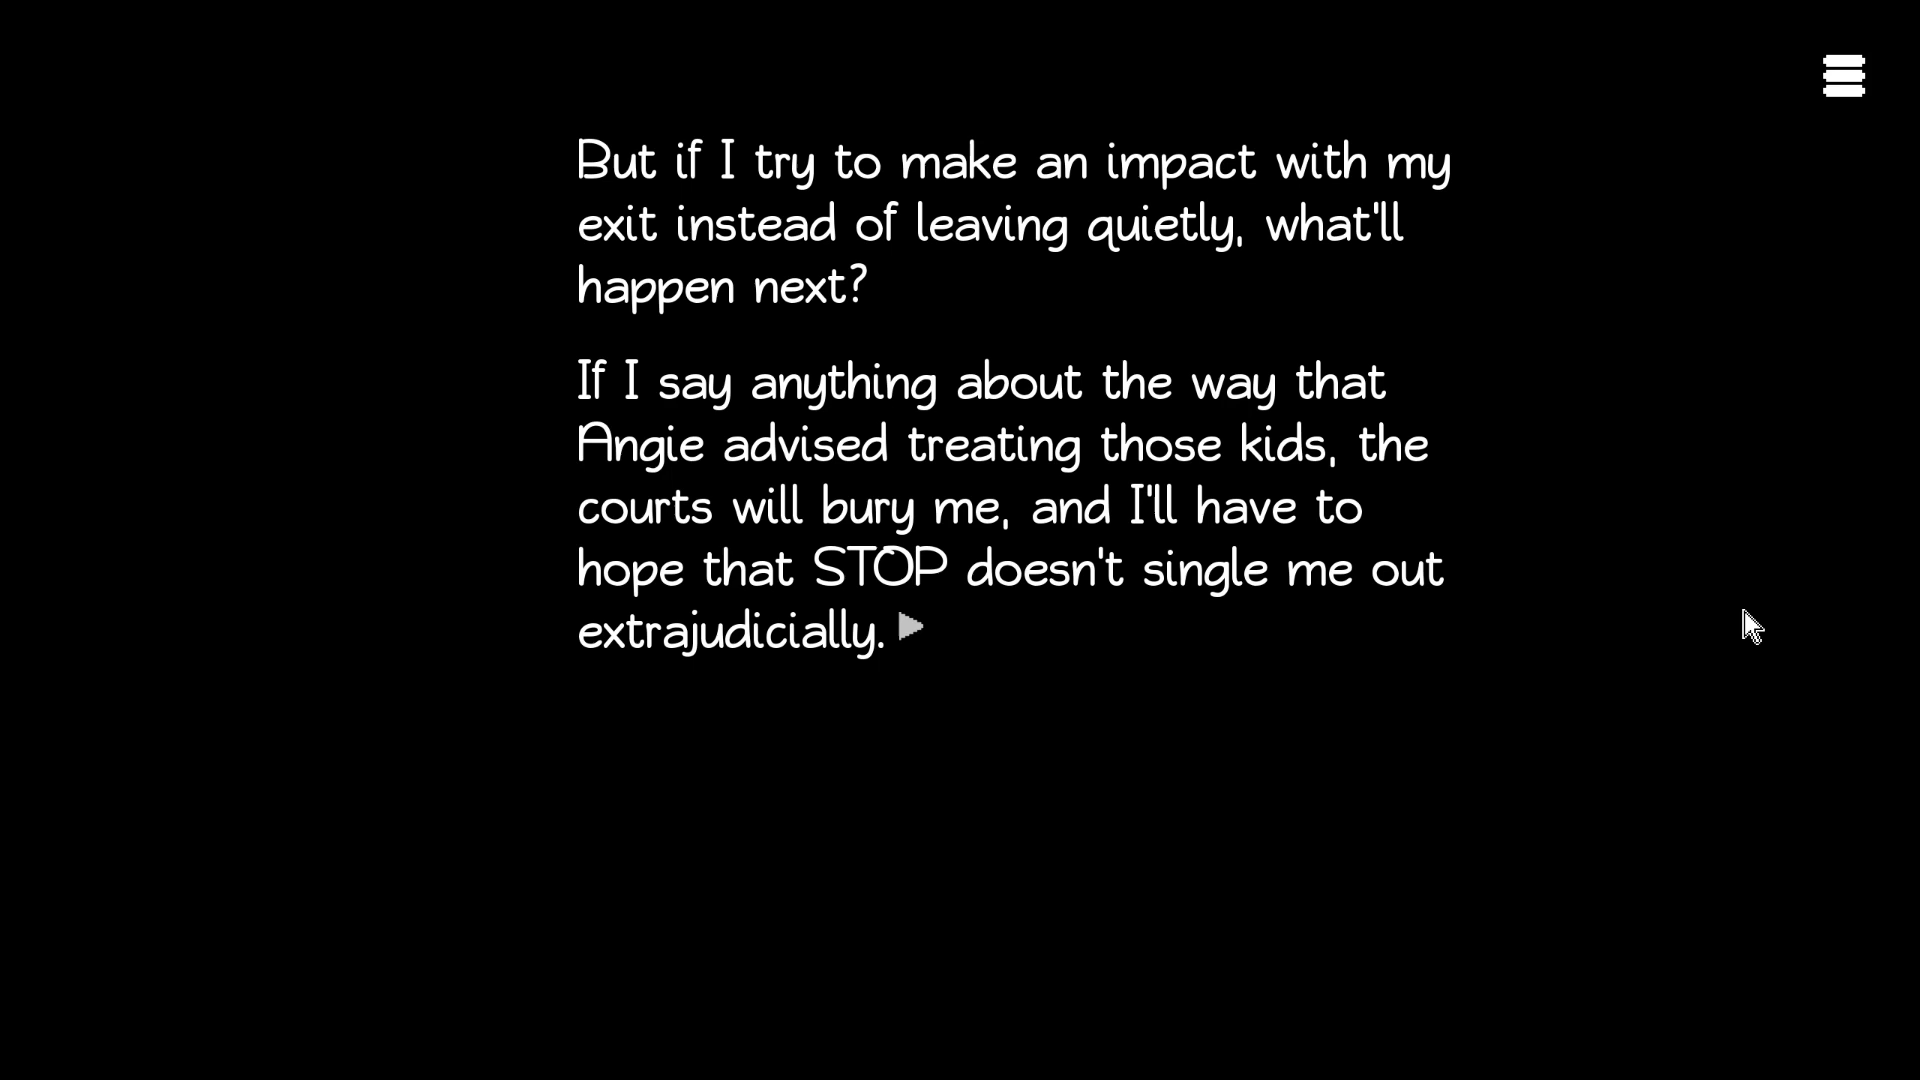 But if I try to make an impact with my
exit instead of leaving quietly, what'll
happen next?
If I say anything about the way that
Angie advised treating those kids, the
courts will bury me, and I'll have to
hope that STOP doesn't single me out
extrajudicially.